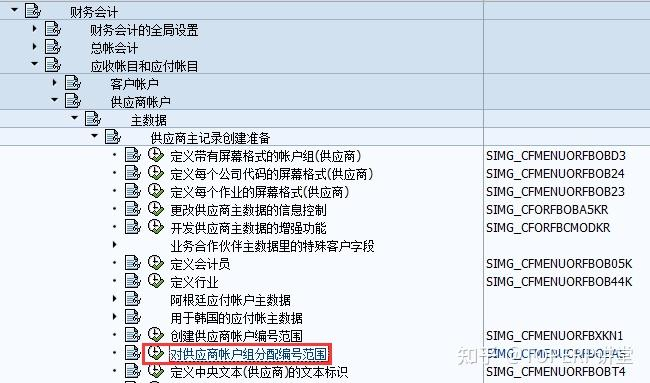 财务会计
财务会计的全局设置
总帐会计
应收帐目和应付帐目
客户帐户
供应商帐户
主数据
供应商主记录创建准备
定义带有屏幕格式的帐户组(供应商) SIMG_CFMENUORFBOBD3
定义每个公司代码的屏幕格式(供应商) SIMG_CFMENUORFBOB24
定义每个作业的屏幕格式(供应商) SIMG_CFMENUORFBOB23
更改供应商主数据的信息控制 SIMG_CFORFBOBA5KR
开发供应商主数据的增强功能 SIMG_CFORFBCMODKR
业务合作伙伴主数据里的特殊客户字段
定义会计员 SIMG_CFMENUORFBOB05K
定义行业 SIMG_CFMENUORFBOB44K
阿根廷应付帐户主数据
用于韩国的应付帐主数据
创建供应商帐户编号范围 SIMG_CFMENUORFBXKN1
对供应商帐户组分配编号范围
定义中央文本(供应商)的文本标识 SIMG_CFMENUORFBOBT4